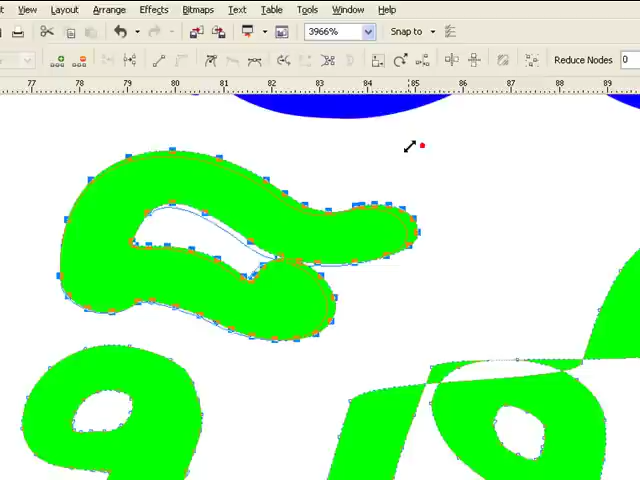 View Layout Arrange Effects Bitmaps Text Table Tools Window Help
3966% Snap to
Reduce Nodes 0
77 78 79 80 81 82 83 84 85 86 87 88 89